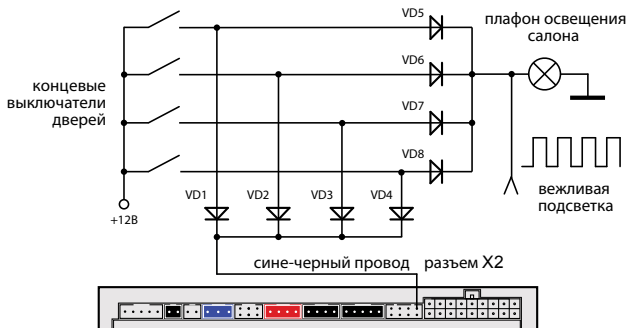 VD5
плафон освещения
салона
VD6
концевые
выключатели
дверей
VD7
VD8
вежливая
подсветка
VD1
VD2
VD3
VD4
+12В
сине-черный провод
разъем X2